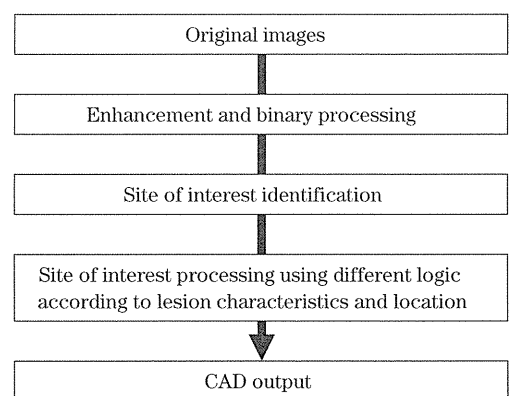 Original images
Enhancement and binary processing
Site of interest identification
Site of interest processing using different logic
according to lesion characteristics and location
CAD output